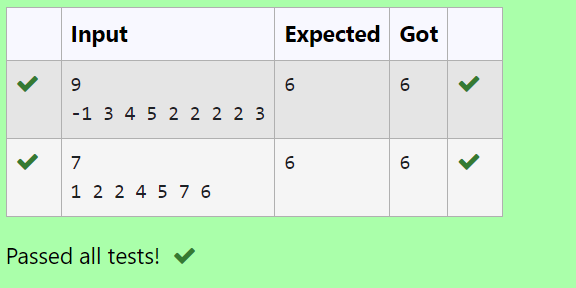 Input Expected Got
9 6 6
-1 3 4 5 2 2 2 2 3
7 6 6
1 2 2 4 5 7 6
Passed all tests!